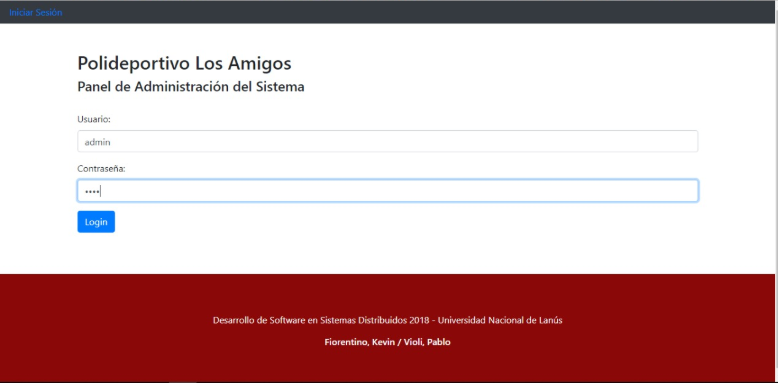 Iniciar Sesión
Polideportivo Los Amigos
Panel de Administración del Sistema
Usuario:
admin
Contraseña:
••••
Login
Desarrollo de Software en Sistemas Distribuidos 2018 - Universidad Nacional de Lanús
Fiorentino, Kevin / Violi, Pablo